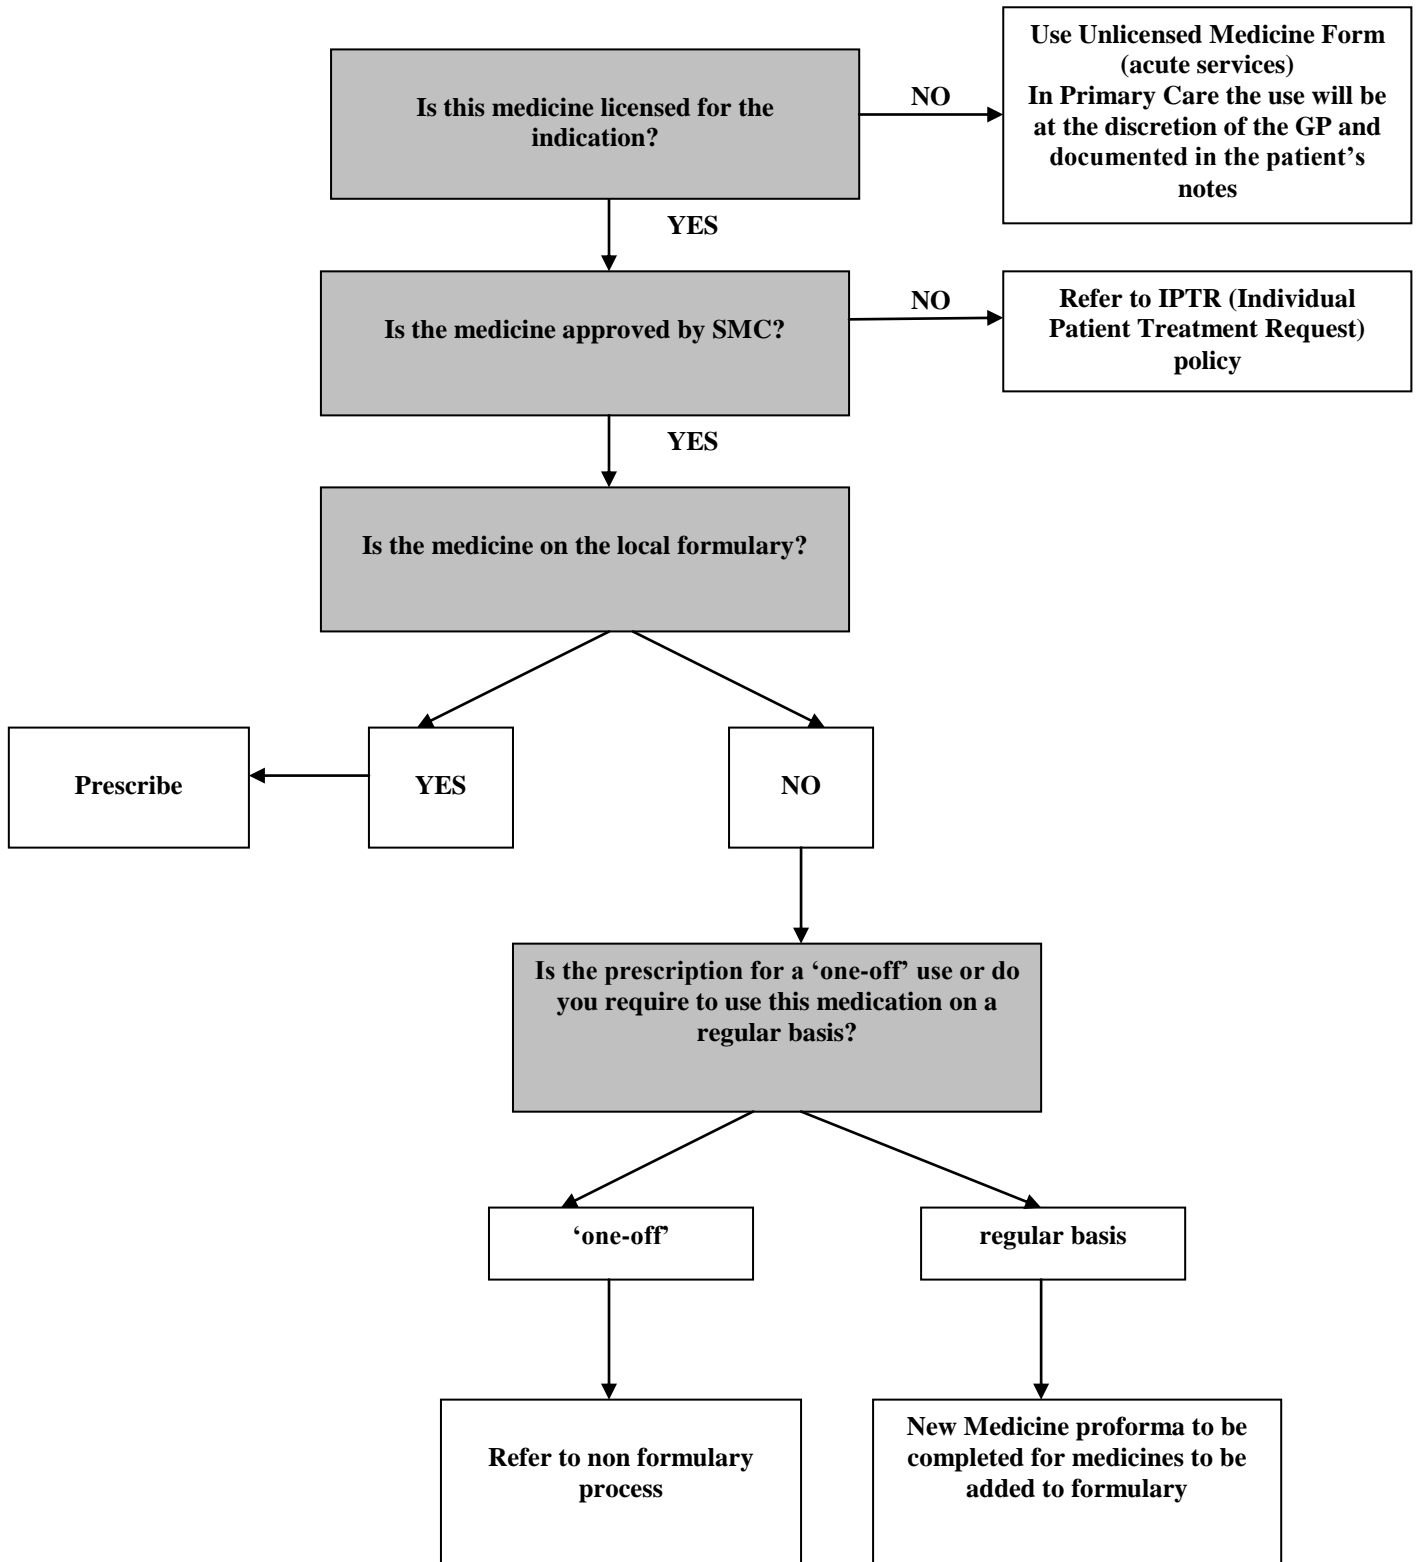 Use Unlicensed Medicine Form
(acute services)
In Primary Care the use will be
at the discretion of the GP and
documented in the patient’s
notes
Is this medicine licensed for the
indication?
NO
YES
Is the medicine approved by SMC?
NO
Refer to IPTR (Individual
Patient Treatment Request)
policy
YES
Is the medicine on the local formulary?
Prescribe
YES
NO
Is the prescription for a ‘one-off’ use or do
you require to use this medication on a
regular basis?
‘one-off’
regular basis
Refer to non formulary
process
New Medicine proforma to be
completed for medicines to be
added to formulary